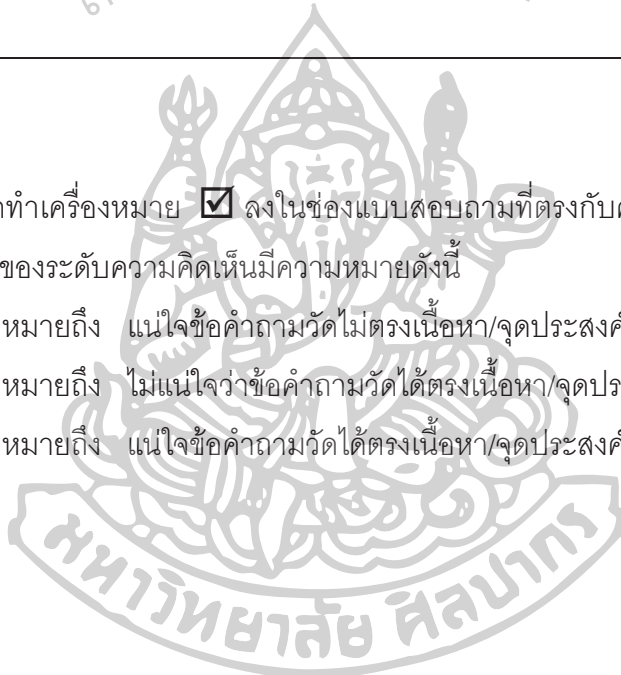 ทำเครื่องหมาย ☑ ลงในช่องแบบสอบถามที่ตรงกับ
ของระดับความคิดเห็นมีความหมายดังนี้
หมายถึง แน่ใจข้อคำถามวัดไม่ตรงเนื้อหา/จุดประสงค์
หมายถึง ไม่แน่ใจว่าข้อคำถามวัดได้ตรงเนื้อหา/จุดประ
หมายถึง แน่ใจข้อคำถามวัดได้ตรงเนื้อหา/จุดประสงค์
มหาวิทยาลัย ศิลปากร